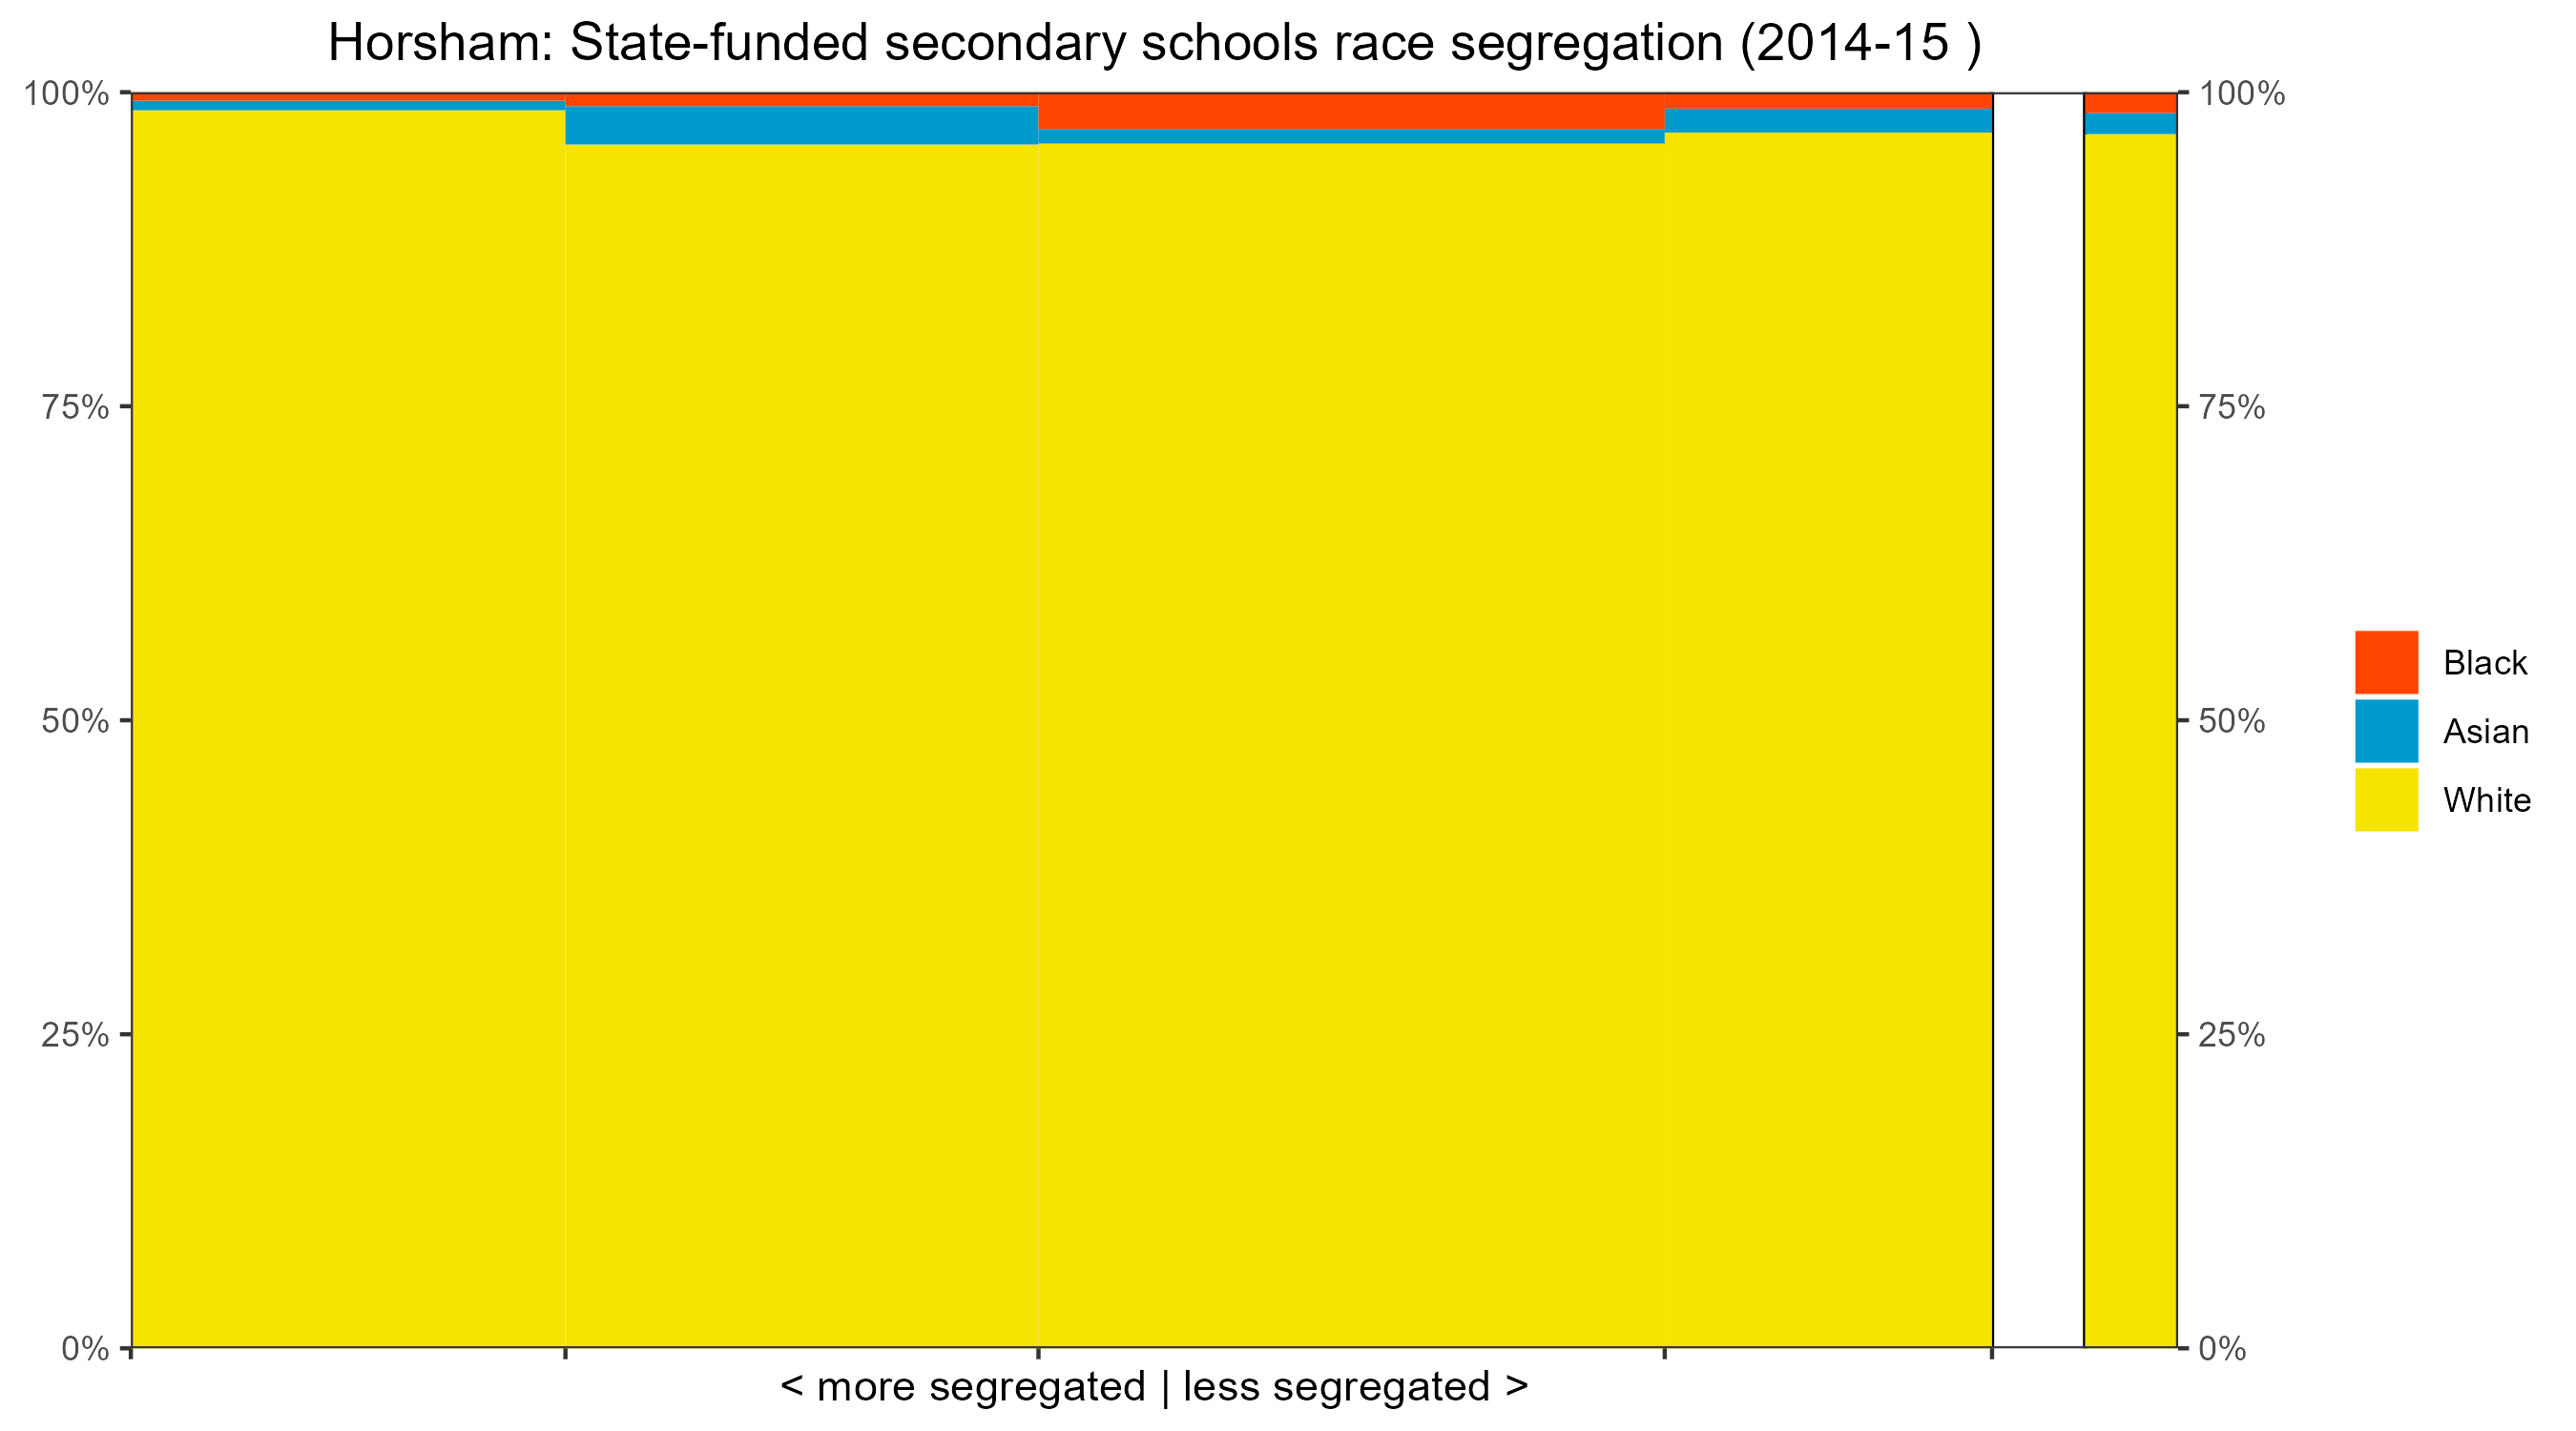 Horsham: State-funded secondary schools race segregation (2014-15 )
100%
100%
75%
75%
50%
50%
25%
25%
0%
0%
Black
Asian
White
< more segregated | less segregated >